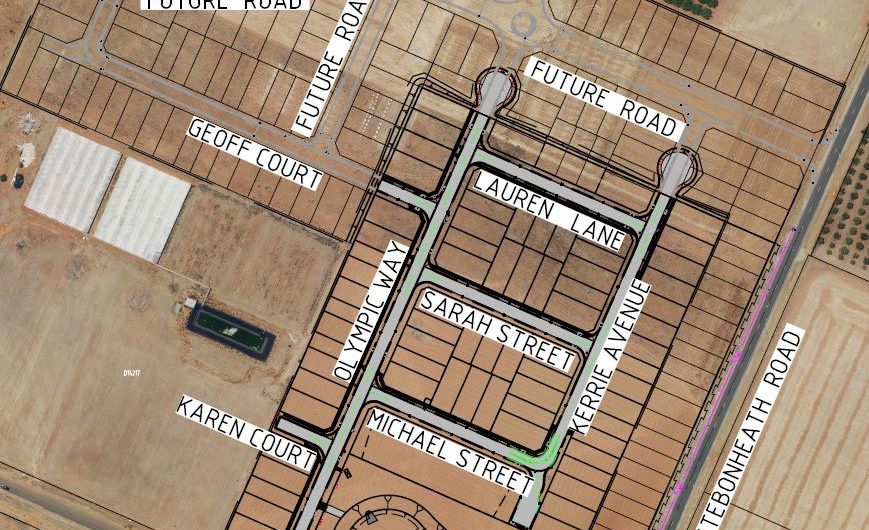 FUTURE ROAD
FUTURE ROAD
FUTURE ROAD
GEOFF COURT
LAUREN LANE
OLYMPIC WAY
SARAH STREET
KERRIE AVENUE
KAREN COURT
MICHAEL STREET
TEBONHEATH ROAD